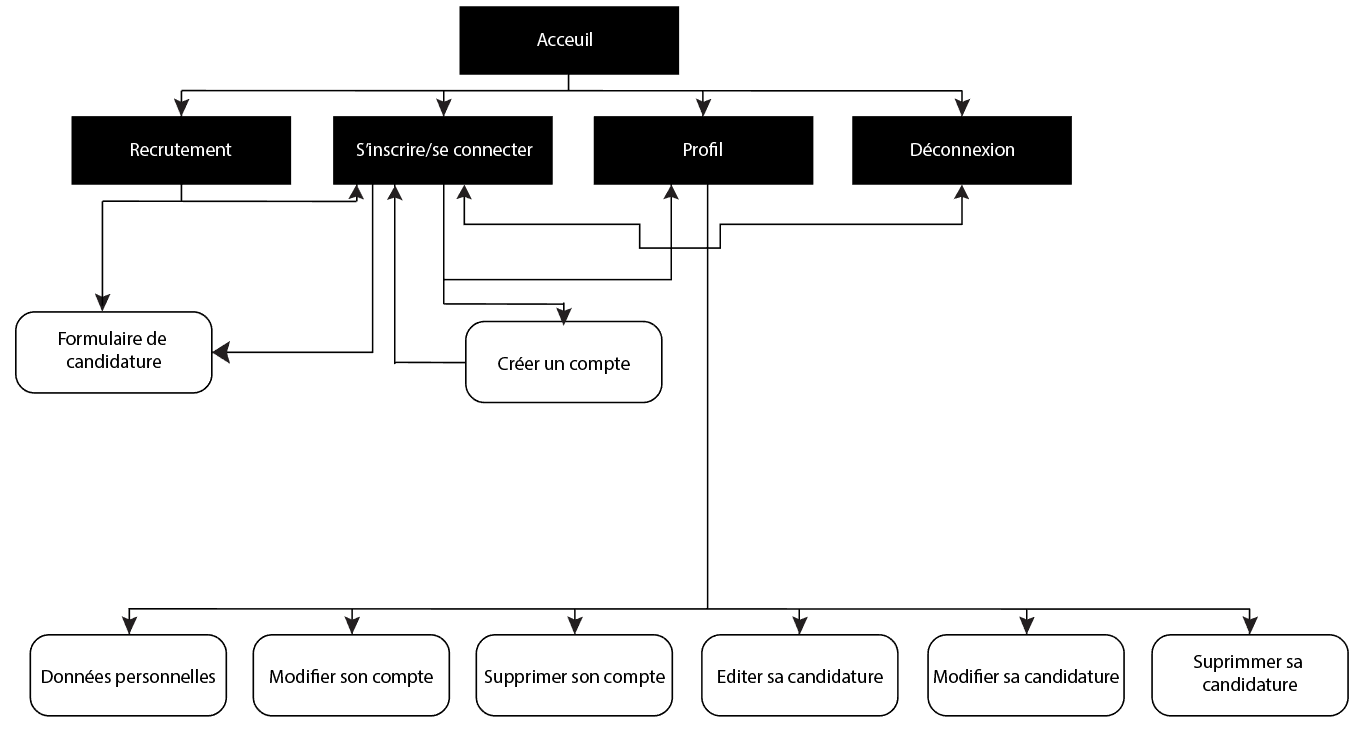 Acceuil
Recrutement
S'inscrire/se connecter
Profil
Déconnexion
Formulaire de
candidature
Créer un compte
Données personnelles
Modifier son compte
Supprimer son compte
Editer sa candidature
Modifier sa candidature
Suprimmer sa
candidature